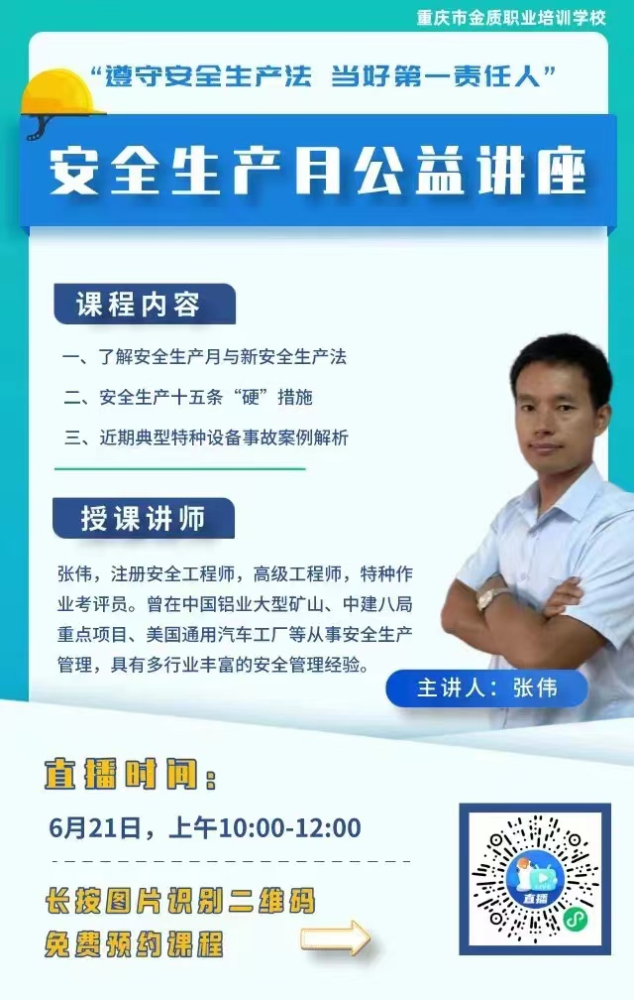 重庆市金质职业培训学校
“遵守安全生产法 当好第一责任人”
安全生产月公益讲座
课程内容
一、了解安全生产月与新安全生产法
二、安全生产十五条“硬”措施
三、近期典型特种设备事故案例解析
授课讲师
张伟，注册安全工程师，高级工程师，特种作
业考评员。曾在中国铝业大型矿山、中建八局
重点项目、美国通用汽车工厂等从事安全生产
管理，具有多行业丰富的安全管理经验。
主讲人：张伟
直播时间：
6月21日，上午10:00-12:00
长按图片识别二维码
免费预约课程
直播